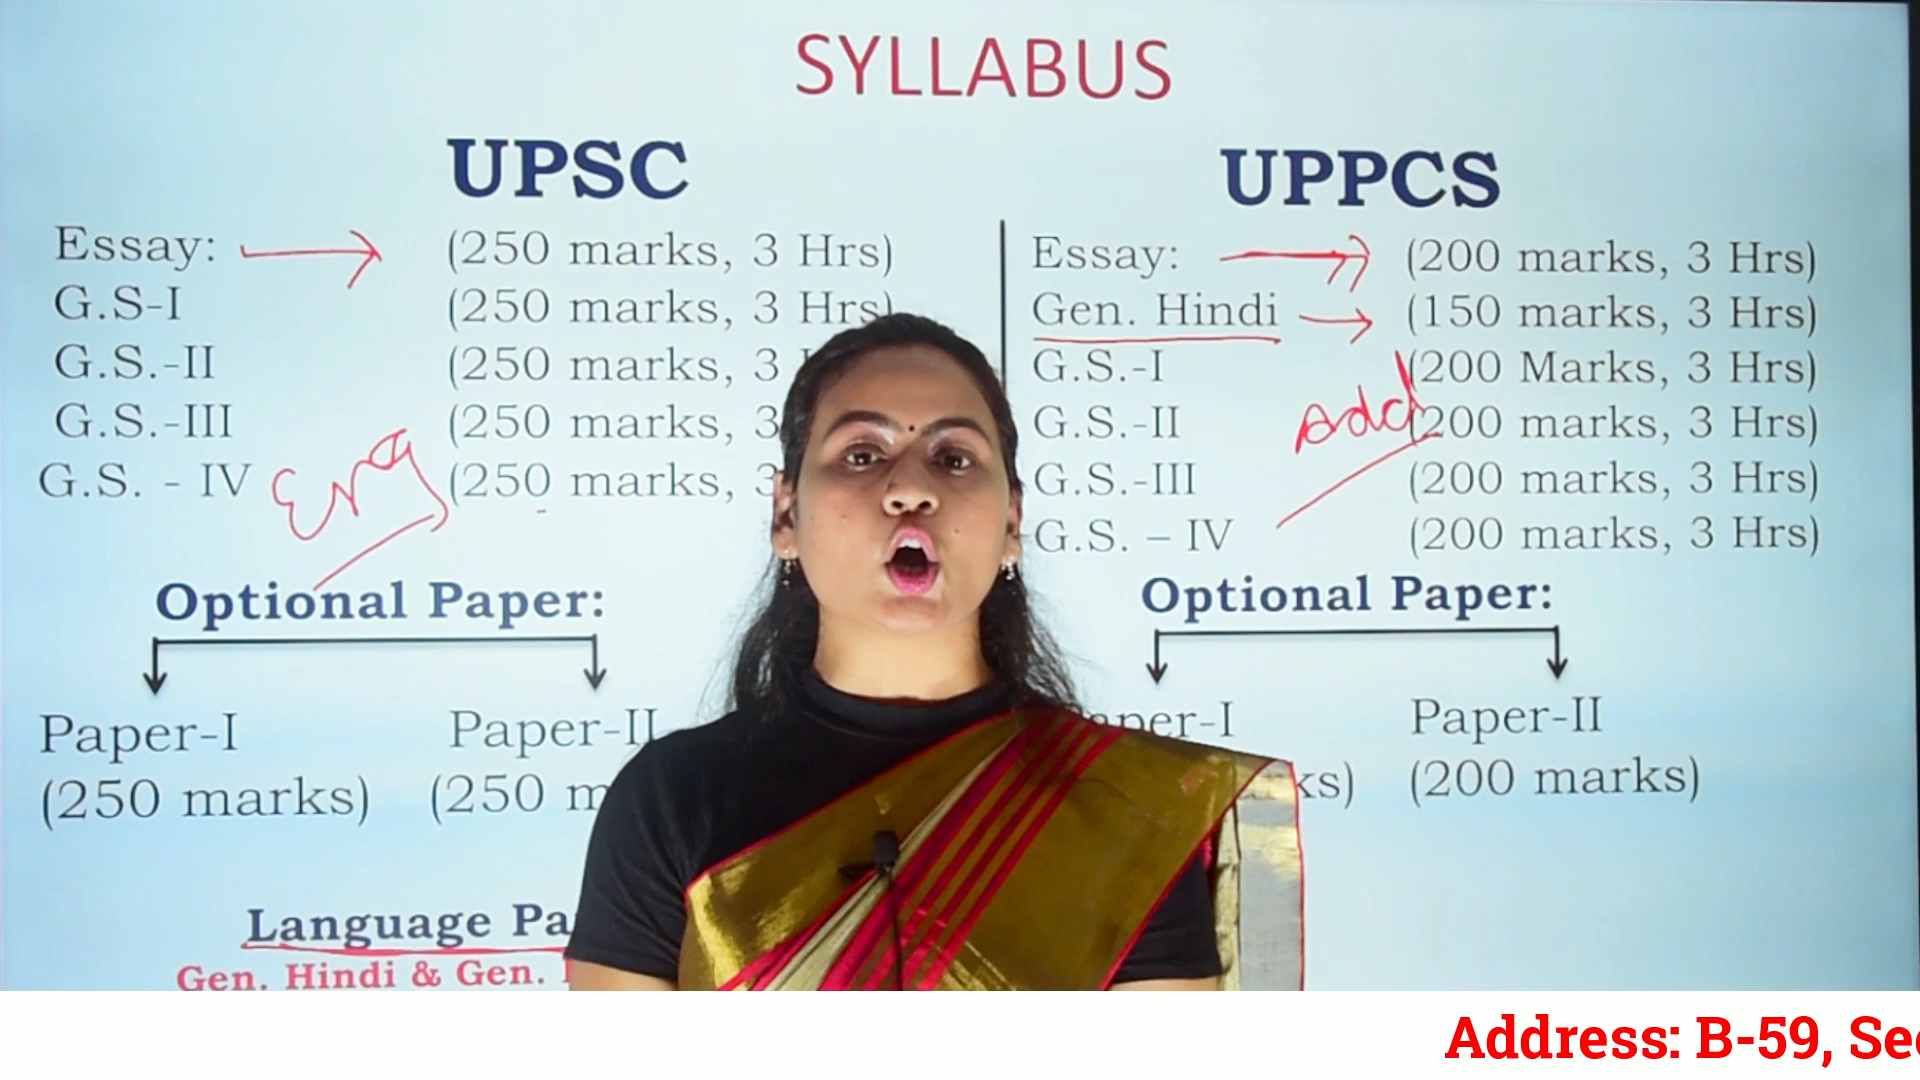 SYLLABUS
UPSC
Essay: (250 marks, 3 Hrs)
G.S-I (250 marks, 3 Hrs)
G.S.-II (250 marks, 3
G.S.-III (250 marks, 3
G.S. - IV (250 marks, 3
Eng
Optional Paper:
Paper-I Paper-II
(250 marks) (250
Language
Gen. Hindi & Gen.
UPPCS
Essay: (200 marks, 3 Hrs)
Gen. Hindi (150 marks, 3 Hrs)
G.S.-I (200 Marks, 3 Hrs)
G.S.-II (200 marks, 3 Hrs)
G.S.-III (200 marks, 3 Hrs)
G.S. – IV (200 marks, 3 Hrs)
Add
Optional Paper:
Paper-II
(200 marks)
Address: B-59,